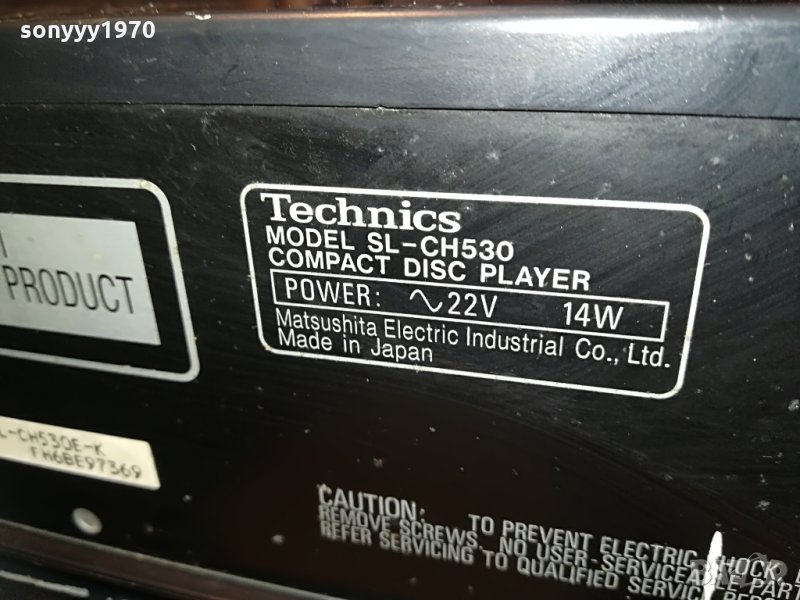 sonyyy1970
Technics
MODEL SL-CH530
COMPACT DISC PLAYER
POWER: ∿22V 14W
Matsushita Electric Industrial Co., Ltd.
Made in Japan
PRODUCT
L-CH530E-K
FH6BE97369
CAUTION: TO PREVENT ELECTRIC SHOCK
REMOVE SCREWS. NO USER-SERVICEABLE PART
REFER SERVICING TO QUALIFIED SERVICE